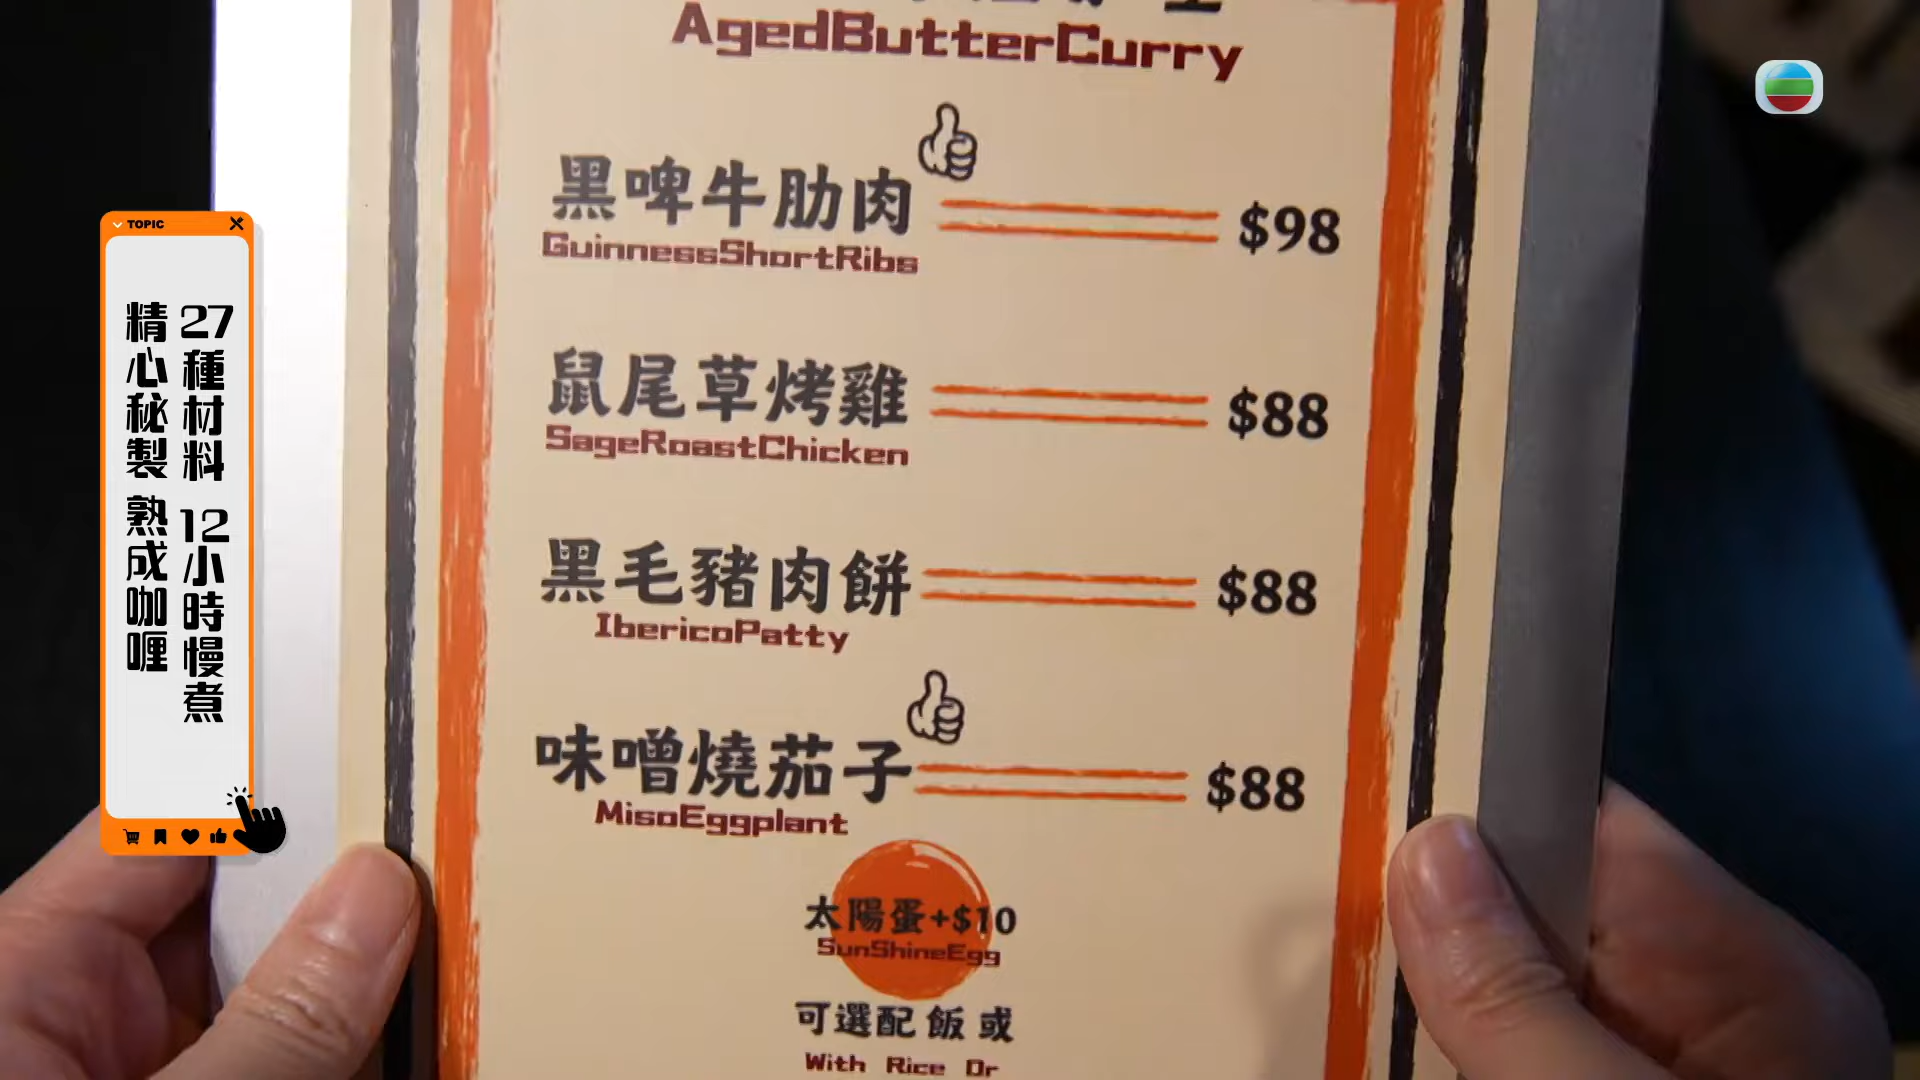 AgedButterCurry
黑啤牛肋肉 $98
GuinnessShortRibs
鼠尾草烤雞 $88
SageRoastChicken
黑毛豬肉餅 $88
IbericoPatty
味噌燒茄子 $88
MisoEggplant
太陽蛋+$10
SunShineEgg
可選配飯或
With Rice Or
TOPIC
27種材料 12小時慢煮
精心秘製 熟成咖喱